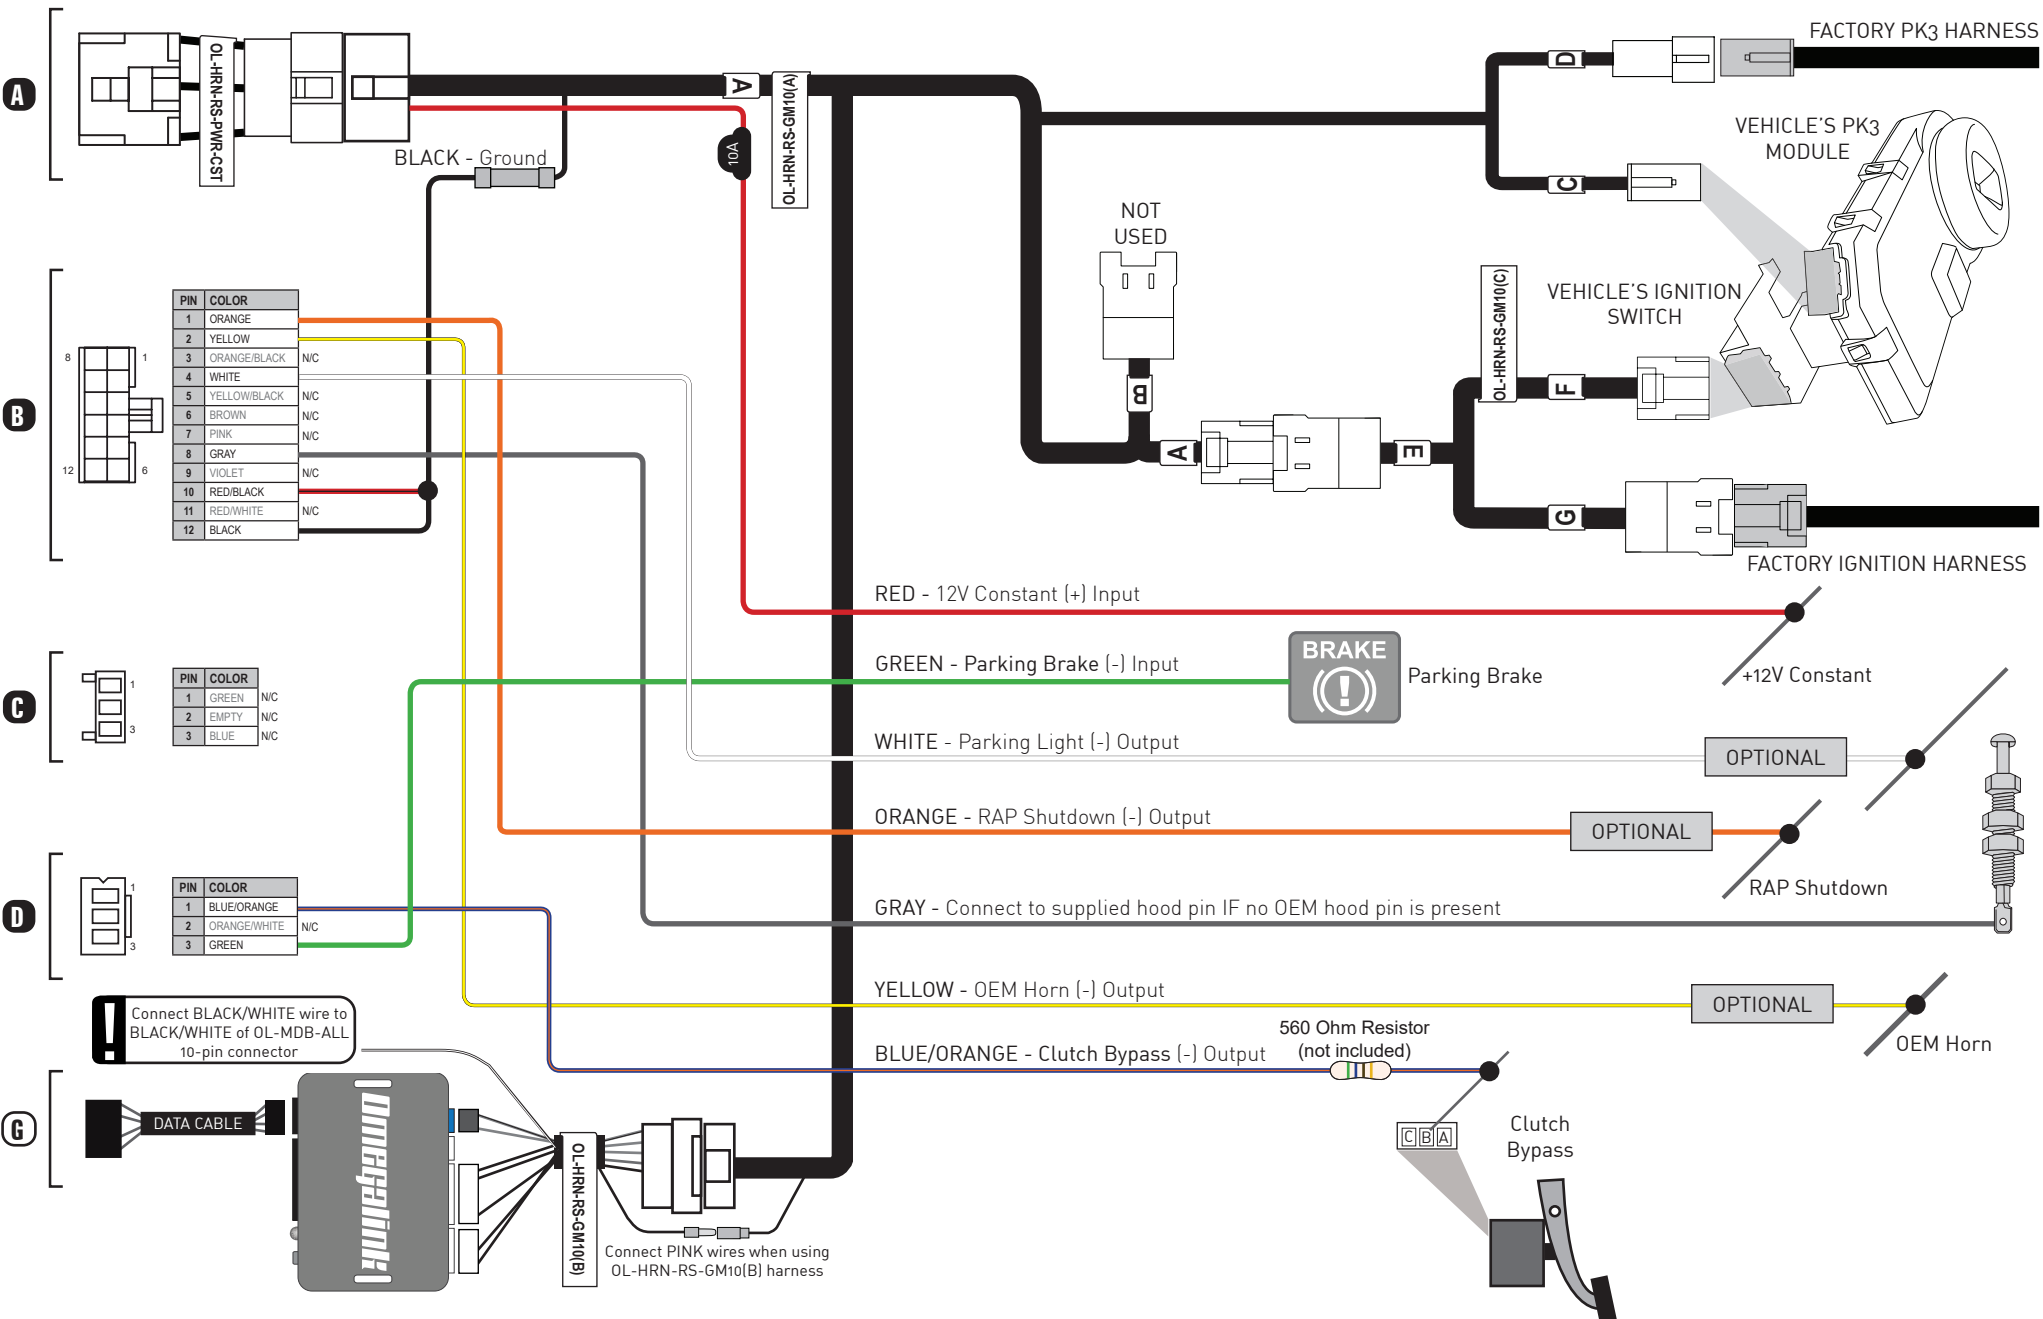 A
OL-HRN-RS-PWR-CST
A
BLACK - Ground
10A
OL-HRN-RS-GM10(A)
D
FACTORY PK3 HARNESS
C
VEHICLE'S PK3
MODULE
NOT
USED
B
A
E
OL-HRN-RS-GM10(C)
VEHICLE'S IGNITION
SWITCH
F
G
FACTORY IGNITION HARNESS
B
8 1
12 6
PIN COLOR
1 ORANGE
2 YELLOW
3 ORANGE/BLACK N/C
4 WHITE
5 YELLOW/BLACK N/C
6 BROWN N/C
7 PINK N/C
8 GRAY
9 VIOLET N/C
10 RED/BLACK
11 RED/WHITE N/C
12 BLACK
RED - 12V Constant (+) Input
+12V Constant
C
1
3
PIN COLOR
1 GREEN N/C
2 EMPTY N/C
3 BLUE N/C
GREEN - Parking Brake (-) Input
BRAKE
!
Parking Brake
WHITE - Parking Light (-) Output
OPTIONAL
ORANGE - RAP Shutdown (-) Output
OPTIONAL
RAP Shutdown
D
1
3
PIN COLOR
1 BLUE/ORANGE
2 ORANGE/WHITE N/C
3 GREEN
GRAY - Connect to supplied hood pin IF no OEM hood pin is present
YELLOW - OEM Horn (-) Output
OPTIONAL
OEM Horn
!
Connect BLACK/WHITE wire to
BLACK/WHITE of OL-MDB-ALL
10-pin connector
BLUE/ORANGE - Clutch Bypass (-) Output
560 Ohm Resistor
(not included)
C B A
Clutch
Bypass
G
DATA CABLE
Omegalink
OL-HRN-RS-GM10(B)
Connect PINK wires when using
OL-HRN-RS-GM10(B) harness